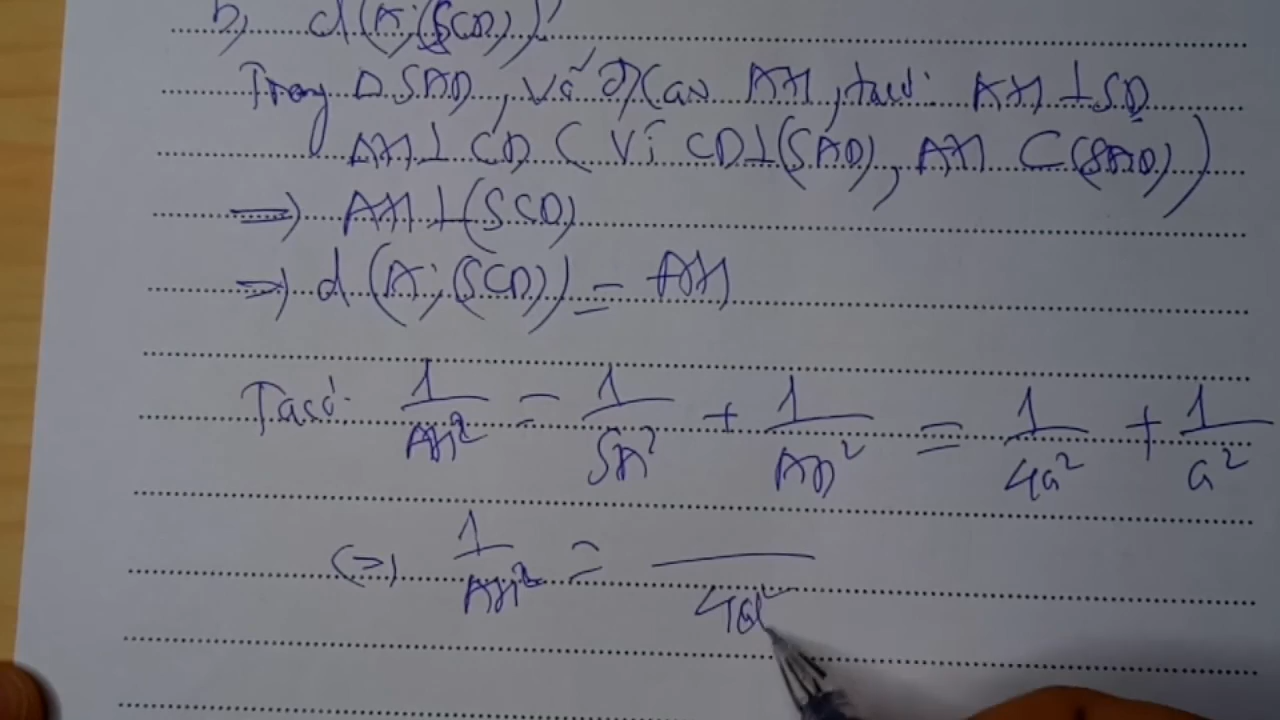 b) d(A;(SCD))?
Trong ΔSAD, vẽ đ/cao AH, ta có: AH⊥SD
AH⊥CD (Vì CD⊥(SAD), AH⊂(SAD))
⇒ AH⊥(SCD)
⇒ d(A;(SCD)) = AH
Ta có: 1/AH² = 1/SA² + 1/AD² = 1/4a² + 1/a²
⇔ 1/AH² = /4a²